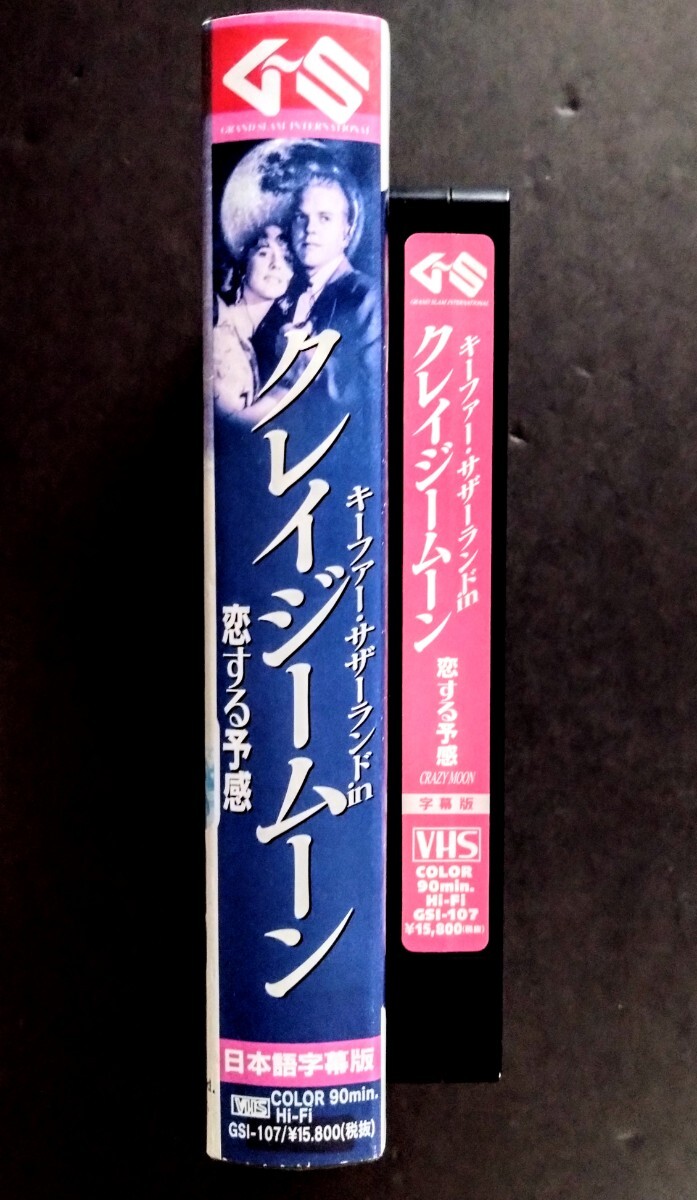 GS
GRAND SLAM INTERNATIONAL
キーファー・サザーランドin
クレイジームーン
恋する予感
日本語字幕版
VHS COLOR 90min.
Hi-Fi
GSI-107/¥15.800(税抜)
GS
GRAND SLAM INTERNATIONAL
キーファー・サザーランドin
クレイジームーン
恋する予感
CRAZY MOON
字幕版
VHS
COLOR
90min.
Hi-Fi
GSI-107
¥15,800(税抜)